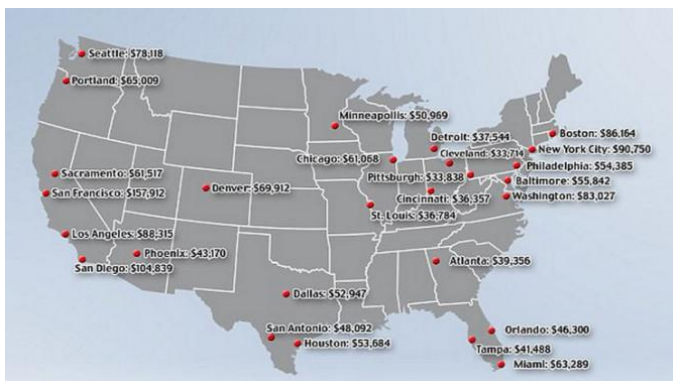 Seattle: $78,118
Portland: $65,009
Minneapolis: $50,969
Detroit: $37,544
Boston: $86,164
New York City: $90,750
Cleveland: $33,714
Chicago: $61,068
Philadelphia: $54,385
Sacramento: $61,517
Pittsburgh: $33,838
Baltimore: $55,842
San Francisco: $157,912
Denver: $69,912
Cincinnati: $36,357
Washington: $83,027
St. Louis: $36,784
Los Angeles: $88,315
Phoenix: $43,170
San Diego: $104,839
Atlanta: $39,356
Dallas: $52,947
San Antonio: $48,092
Orlando: $46,300
Houston: $53,684
Tampa: $41,488
Miami: $63,289